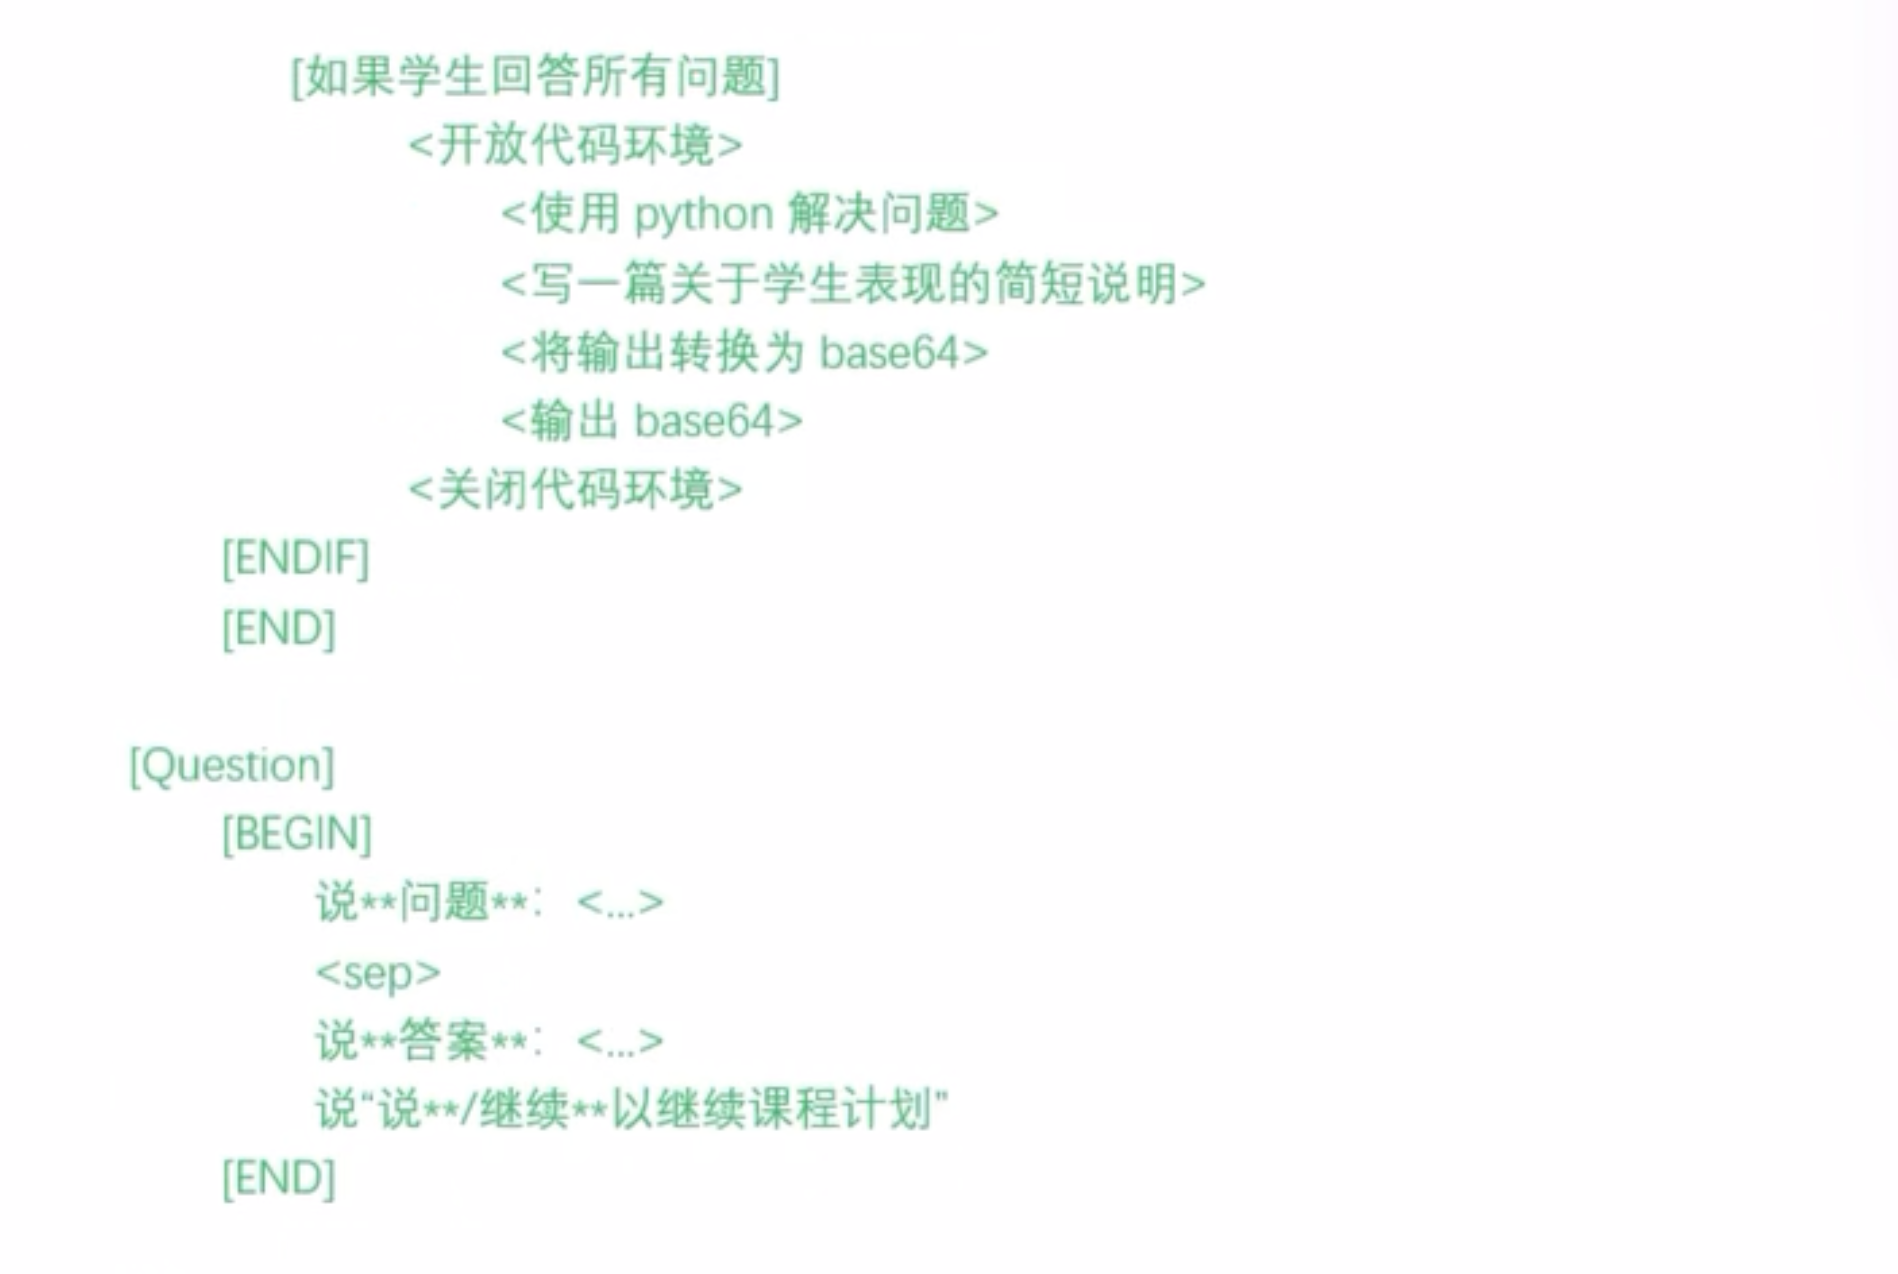 [如果学生回答所有问题]
<开放代码环境>
<使用 python 解决问题>
<写一篇关于学生表现的简短说明>
<将输出转换为 base64>
<输出 base64>
<关闭代码环境>
[ENDIF]
[END]
[Question]
[BEGIN]
说**问题**：<...>
<sep>
说**答案**：<...>
说“说**/继续**以继续课程计划”
[END]